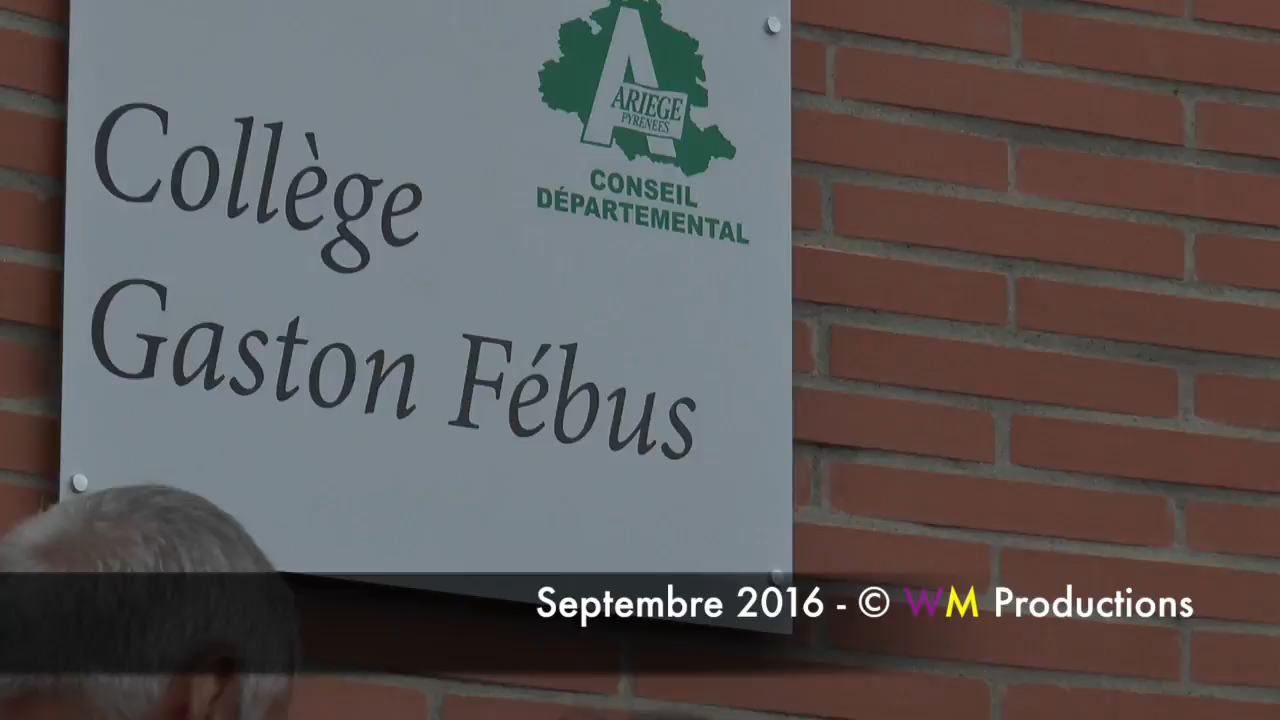 A
ARIEGE
PYRENEES
CONSEIL
DÉPARTEMENTAL
Collège
Gaston Fébus
Septembre 2016 - © WM Productions